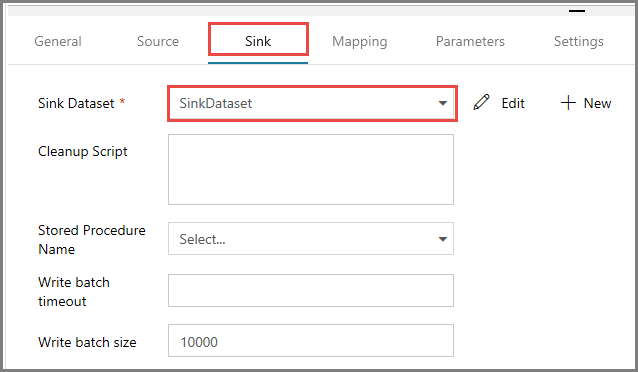 General Source Sink Mapping Parameters Settings
Sink Dataset * SinkDataset Edit + New
Cleanup Script
Stored Procedure
Name
Select...
Write batch
timeout
Write batch size 10000